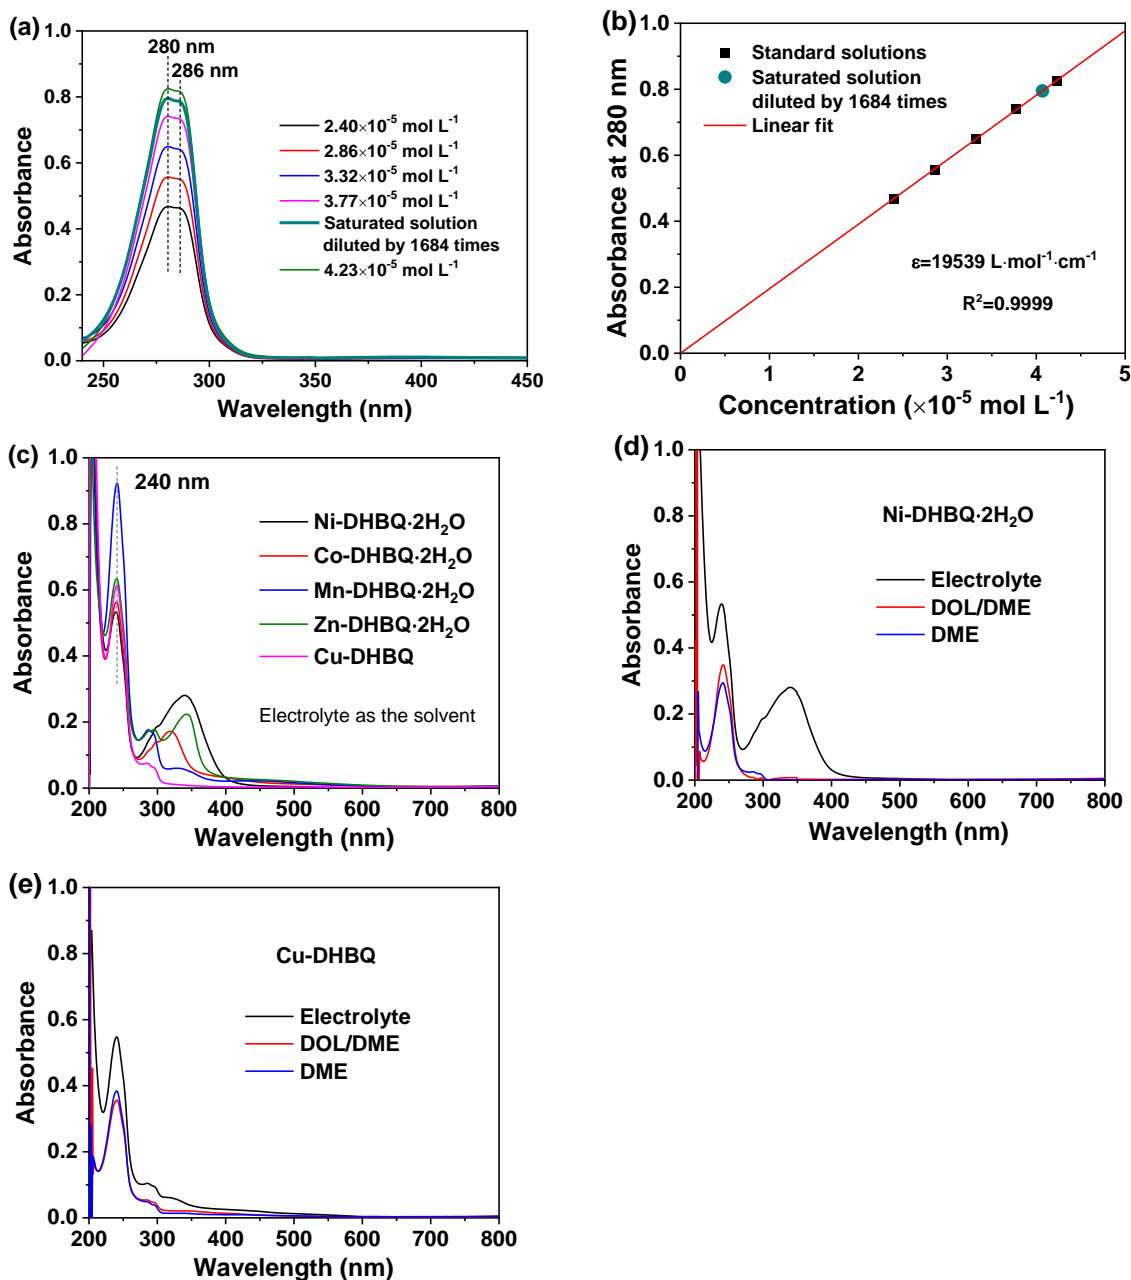 (a)
280 nm
286 nm
2.40×10⁻⁵ mol L⁻¹
2.86×10⁻⁵ mol L⁻¹
3.32×10⁻⁵ mol L⁻¹
3.77×10⁻⁵ mol L⁻¹
Saturated solution
diluted by 1684 times
4.23×10⁻⁵ mol L⁻¹
1.0
0.8
0.6
0.4
0.2
0.0
Absorbance
250 300 350 400 450
Wavelength (nm)
(b)
Standard solutions
Saturated solution
diluted by 1684 times
Linear fit
ε=19539 L·mol⁻¹·cm⁻¹
R²=0.9999
1.0
0.8
0.6
0.4
0.2
0.0
Absorbance at 280 nm
0 1 2 3 4 5
Concentration (×10⁻⁵ mol L⁻¹)
(c)
240 nm
Ni-DHBQ·2H₂O
Co-DHBQ·2H₂O
Mn-DHBQ·2H₂O
Zn-DHBQ·2H₂O
Cu-DHBQ
Electrolyte as the solvent
1.0
0.8
0.6
0.4
0.2
0.0
Absorbance
200 300 400 500 600 700 800
Wavelength (nm)
(d)
Ni-DHBQ·2H₂O
Electrolyte
DOL/DME
DME
1.0
0.8
0.6
0.4
0.2
0.0
Absorbance
200 300 400 500 600 700 800
Wavelength (nm)
(e)
Cu-DHBQ
Electrolyte
DOL/DME
DME
1.0
0.8
0.6
0.4
0.2
0.0
Absorbance
200 300 400 500 600 700 800
Wavelength (nm)